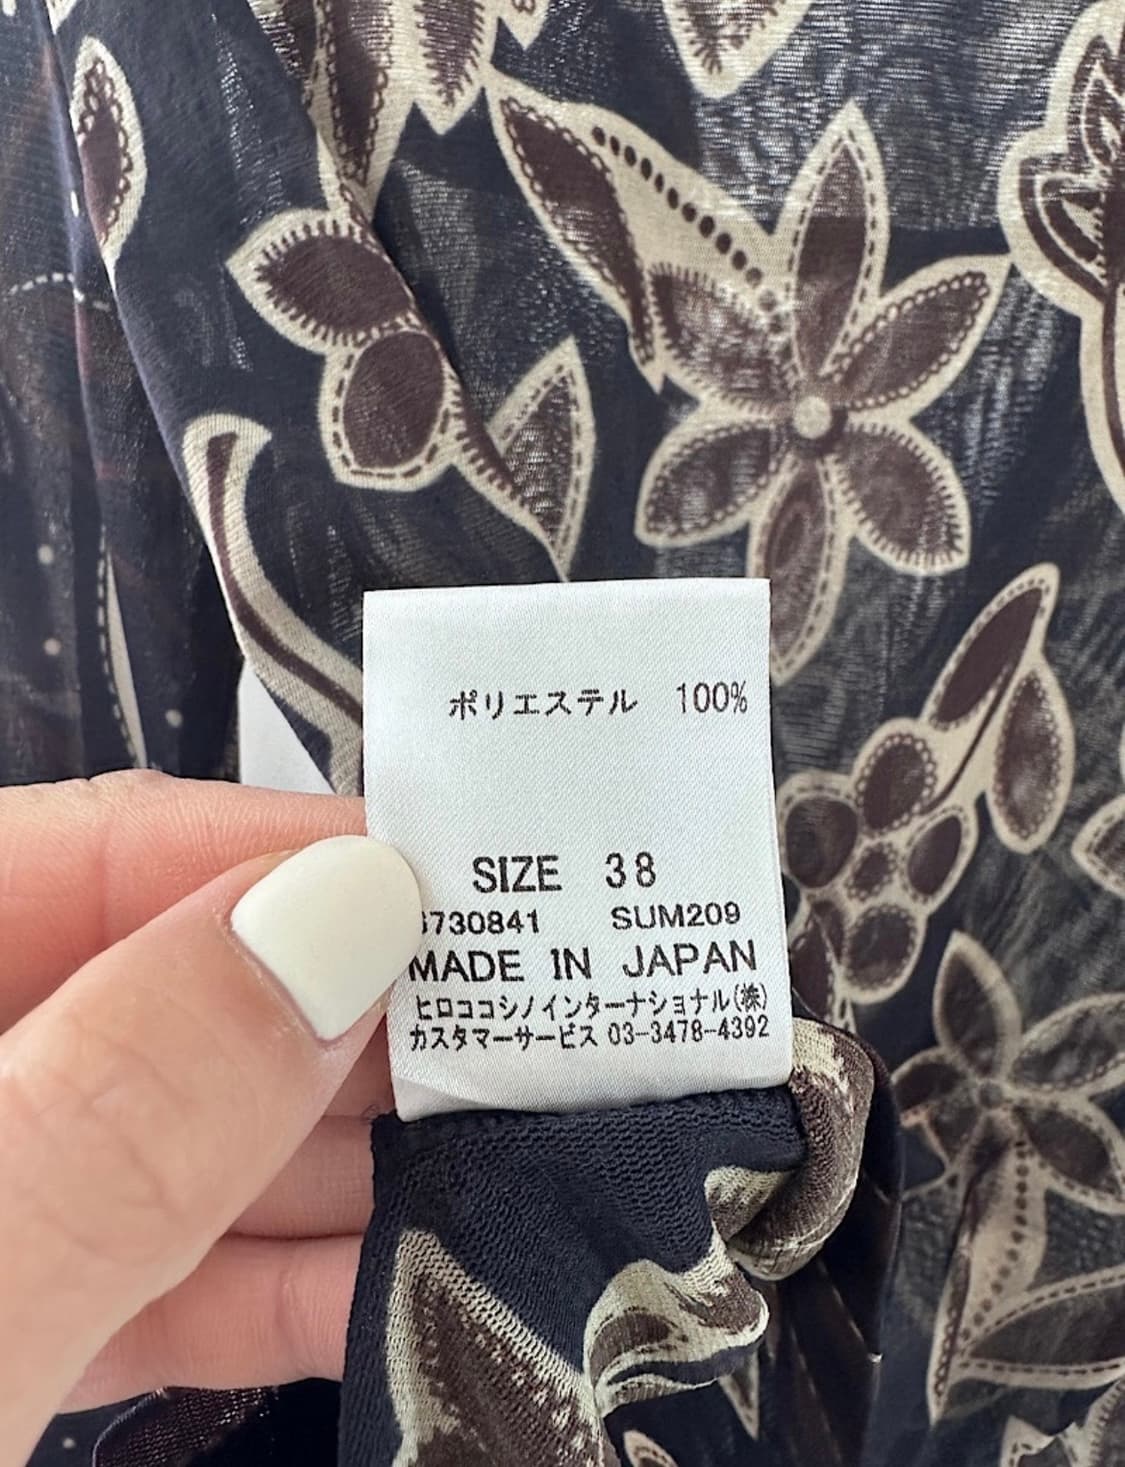 ポリエステル 100%
SIZE 38
730841 SUM209
MADE IN JAPAN
ヒロココシノインターナショナル(株)
カスタマーサービス 03-3478-4392